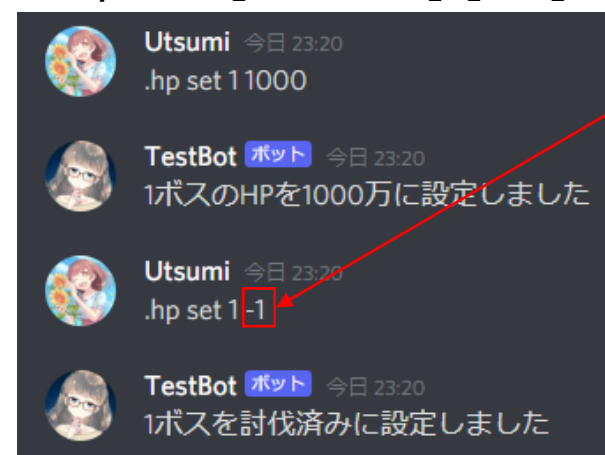 Utsumi 今日 23:20
.hp set 1 1000
TestBot ボット 今日 23:20
1ボスのHPを1000万に設定しました
Utsumi 今日 23:20
.hp set 1 -1
TestBot ボット 今日 23:20
1ボスを討伐済みに設定しました